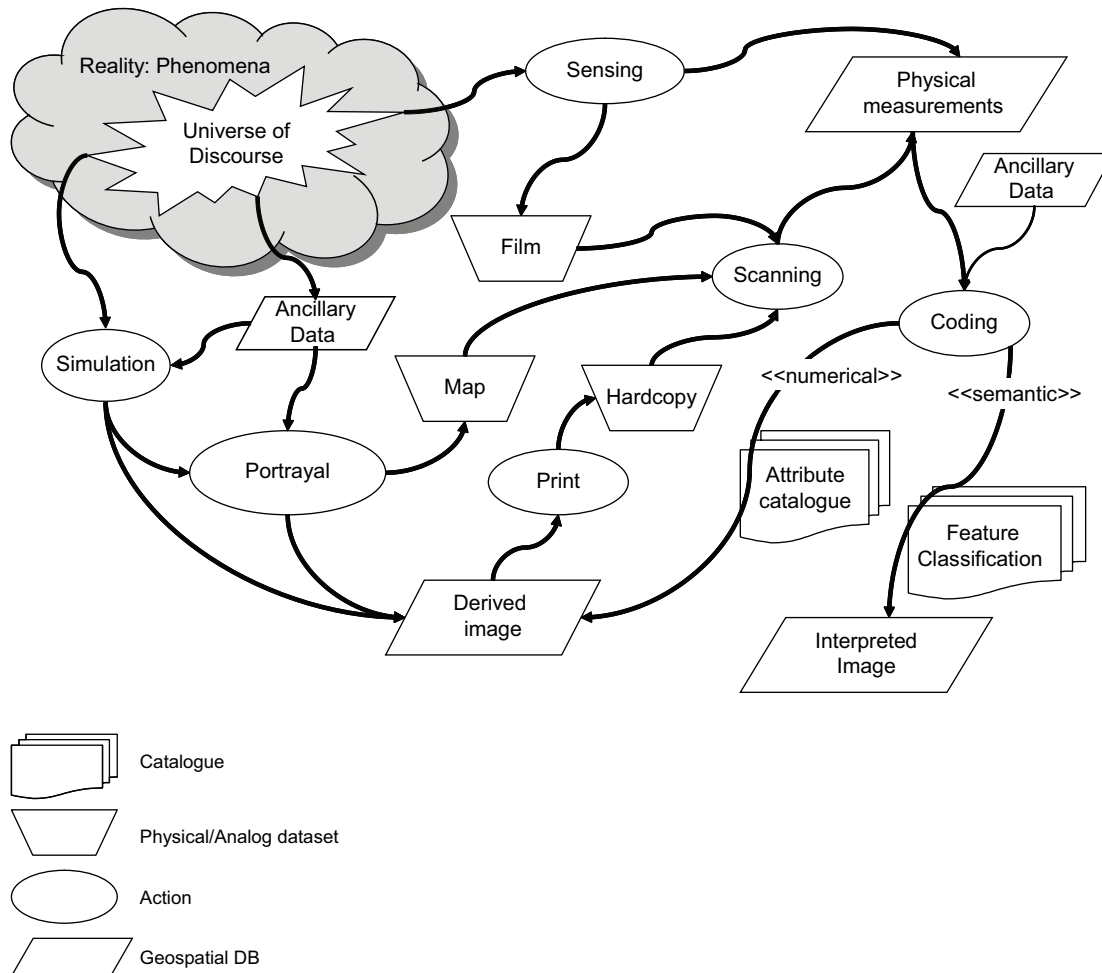 Reality: Phenomena
Universe of
Discourse
Sensing
Physical
measurements
Ancillary
Data
Film
Scanning
Ancillary
Data
Coding
Simulation
Map
Hardcopy
<<numerical>>
<<semantic>>
Portrayal
Print
Attribute
catalogue
Feature
Classification
Derived
image
Interpreted
Image
Catalogue
Physical/Analog dataset
Action
Geospatial DB